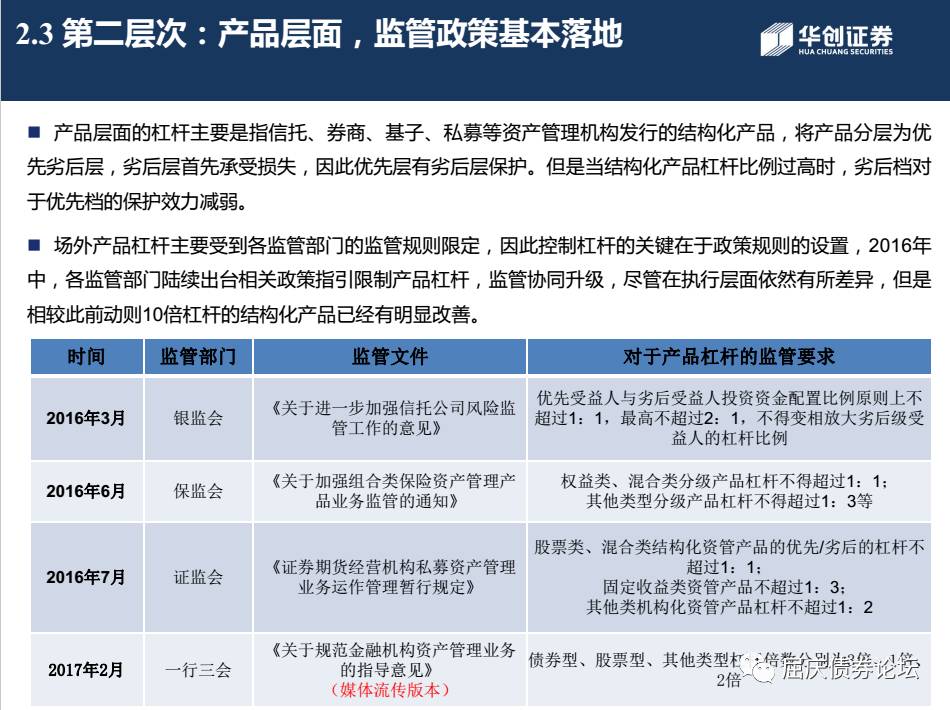 2.3 第二层次：产品层面，监管政策基本落地
华创证券
HUA CHUANG SECURITIES
■ 产品层面的杠杆主要是指信托、券商、基子、私募等资产管理机构发行的结构化产品，将产品分层为优
先劣后层，劣后层首先承受损失，因此优先层有劣后层保护。但是当结构化产品杠杆比例过高时，劣后档对
于优先档的保护效力减弱。
■ 场外产品杠杆主要受到各监管部门的监管规则限定，因此控制杠杆的关键在于政策规则的设置，2016年
中，各监管部门陆续出台相关政策指引限制产品杠杆，监管协同升级，尽管在执行层面依然有所差异，但是
相较此前动则10倍杠杆的结构化产品已经有明显改善。
时间 监管部门 监管文件 对于产品杠杆的监管要求
2016年3月
银监会
《关于进一步加强信托公司风险监
管工作的意见》
优先受益人与劣后受益人投资资金配置比例原则上不
超过1：1，最高不超过2：1，不得变相放大劣后级受
益人的杠杆比例
2016年6月
保监会
《关于加强组合类保险资产管理产
品业务监管的通知》
权益类、混合类分级产品杠杆不得超过1：1；
其他类型分级产品杠杆不得超过1：3等
2016年7月
证监会
《证券期货经营机构私募资产管理
业务运作管理暂行规定》
股票类、混合类结构化资管产品的优先/劣后的杠杆不
超过1：1；
固定收益类资管产品不超过1：3；
其他类机构化资管产品杠杆不超过1：2
2017年2月
一行三会
《关于规范金融机构资产管理业务
的指导意见》
（媒体流传版本）
债券型、股票型、其他类型杠杆倍数分别为3倍、1倍、
2倍
屈庆债券论坛